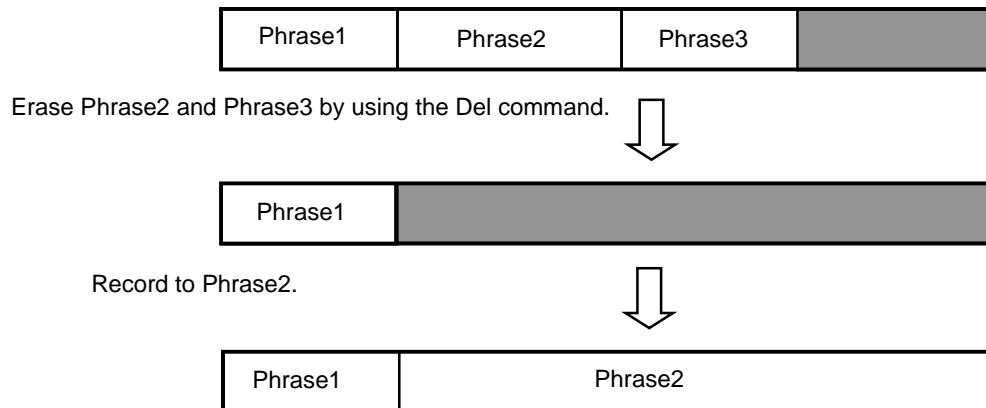 Phrase1 Phrase2 Phrase3
Erase Phrase2 and Phrase3 by using the Del command.
Phrase1
Record to Phrase2.
Phrase1 Phrase2